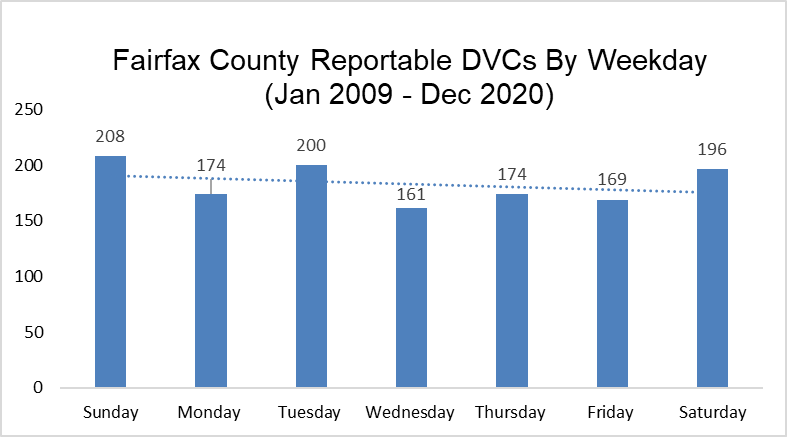 Fairfax County Reportable DVCs By Weekday
(Jan 2009 - Dec 2020)
250
200
150
100
50
0
208
174
200
161
174
169
196
Sunday
Monday
Tuesday
Wednesday
Thursday
Friday
Saturday